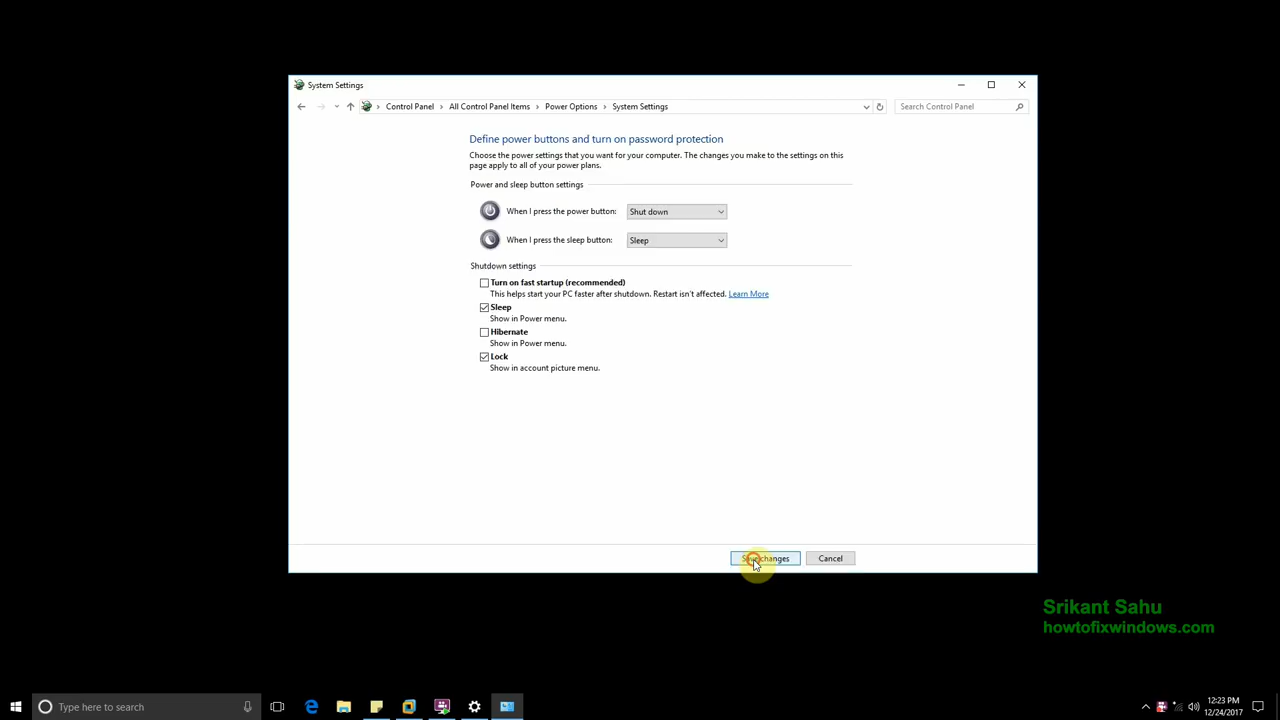 System Settings
Control Panel All Control Panel Items Power Options System Settings
Search Control Panel
Define power buttons and turn on password protection
Choose the power settings that you want for your computer. The changes you make to the settings on this
page apply to all of your power plans.
Power and sleep button settings
When I press the power button: Shut down
When I press the sleep button: Sleep
Shutdown settings
Turn on fast startup (recommended)
This helps start your PC faster after shutdown. Restart isn't affected. Learn More
Sleep
Show in Power menu.
Hibernate
Show in Power menu.
Lock
Show in account picture menu.
changes Cancel
Srikant Sahu
howtofixwindows.com
Type here to search
12:23 PM
12/24/2017